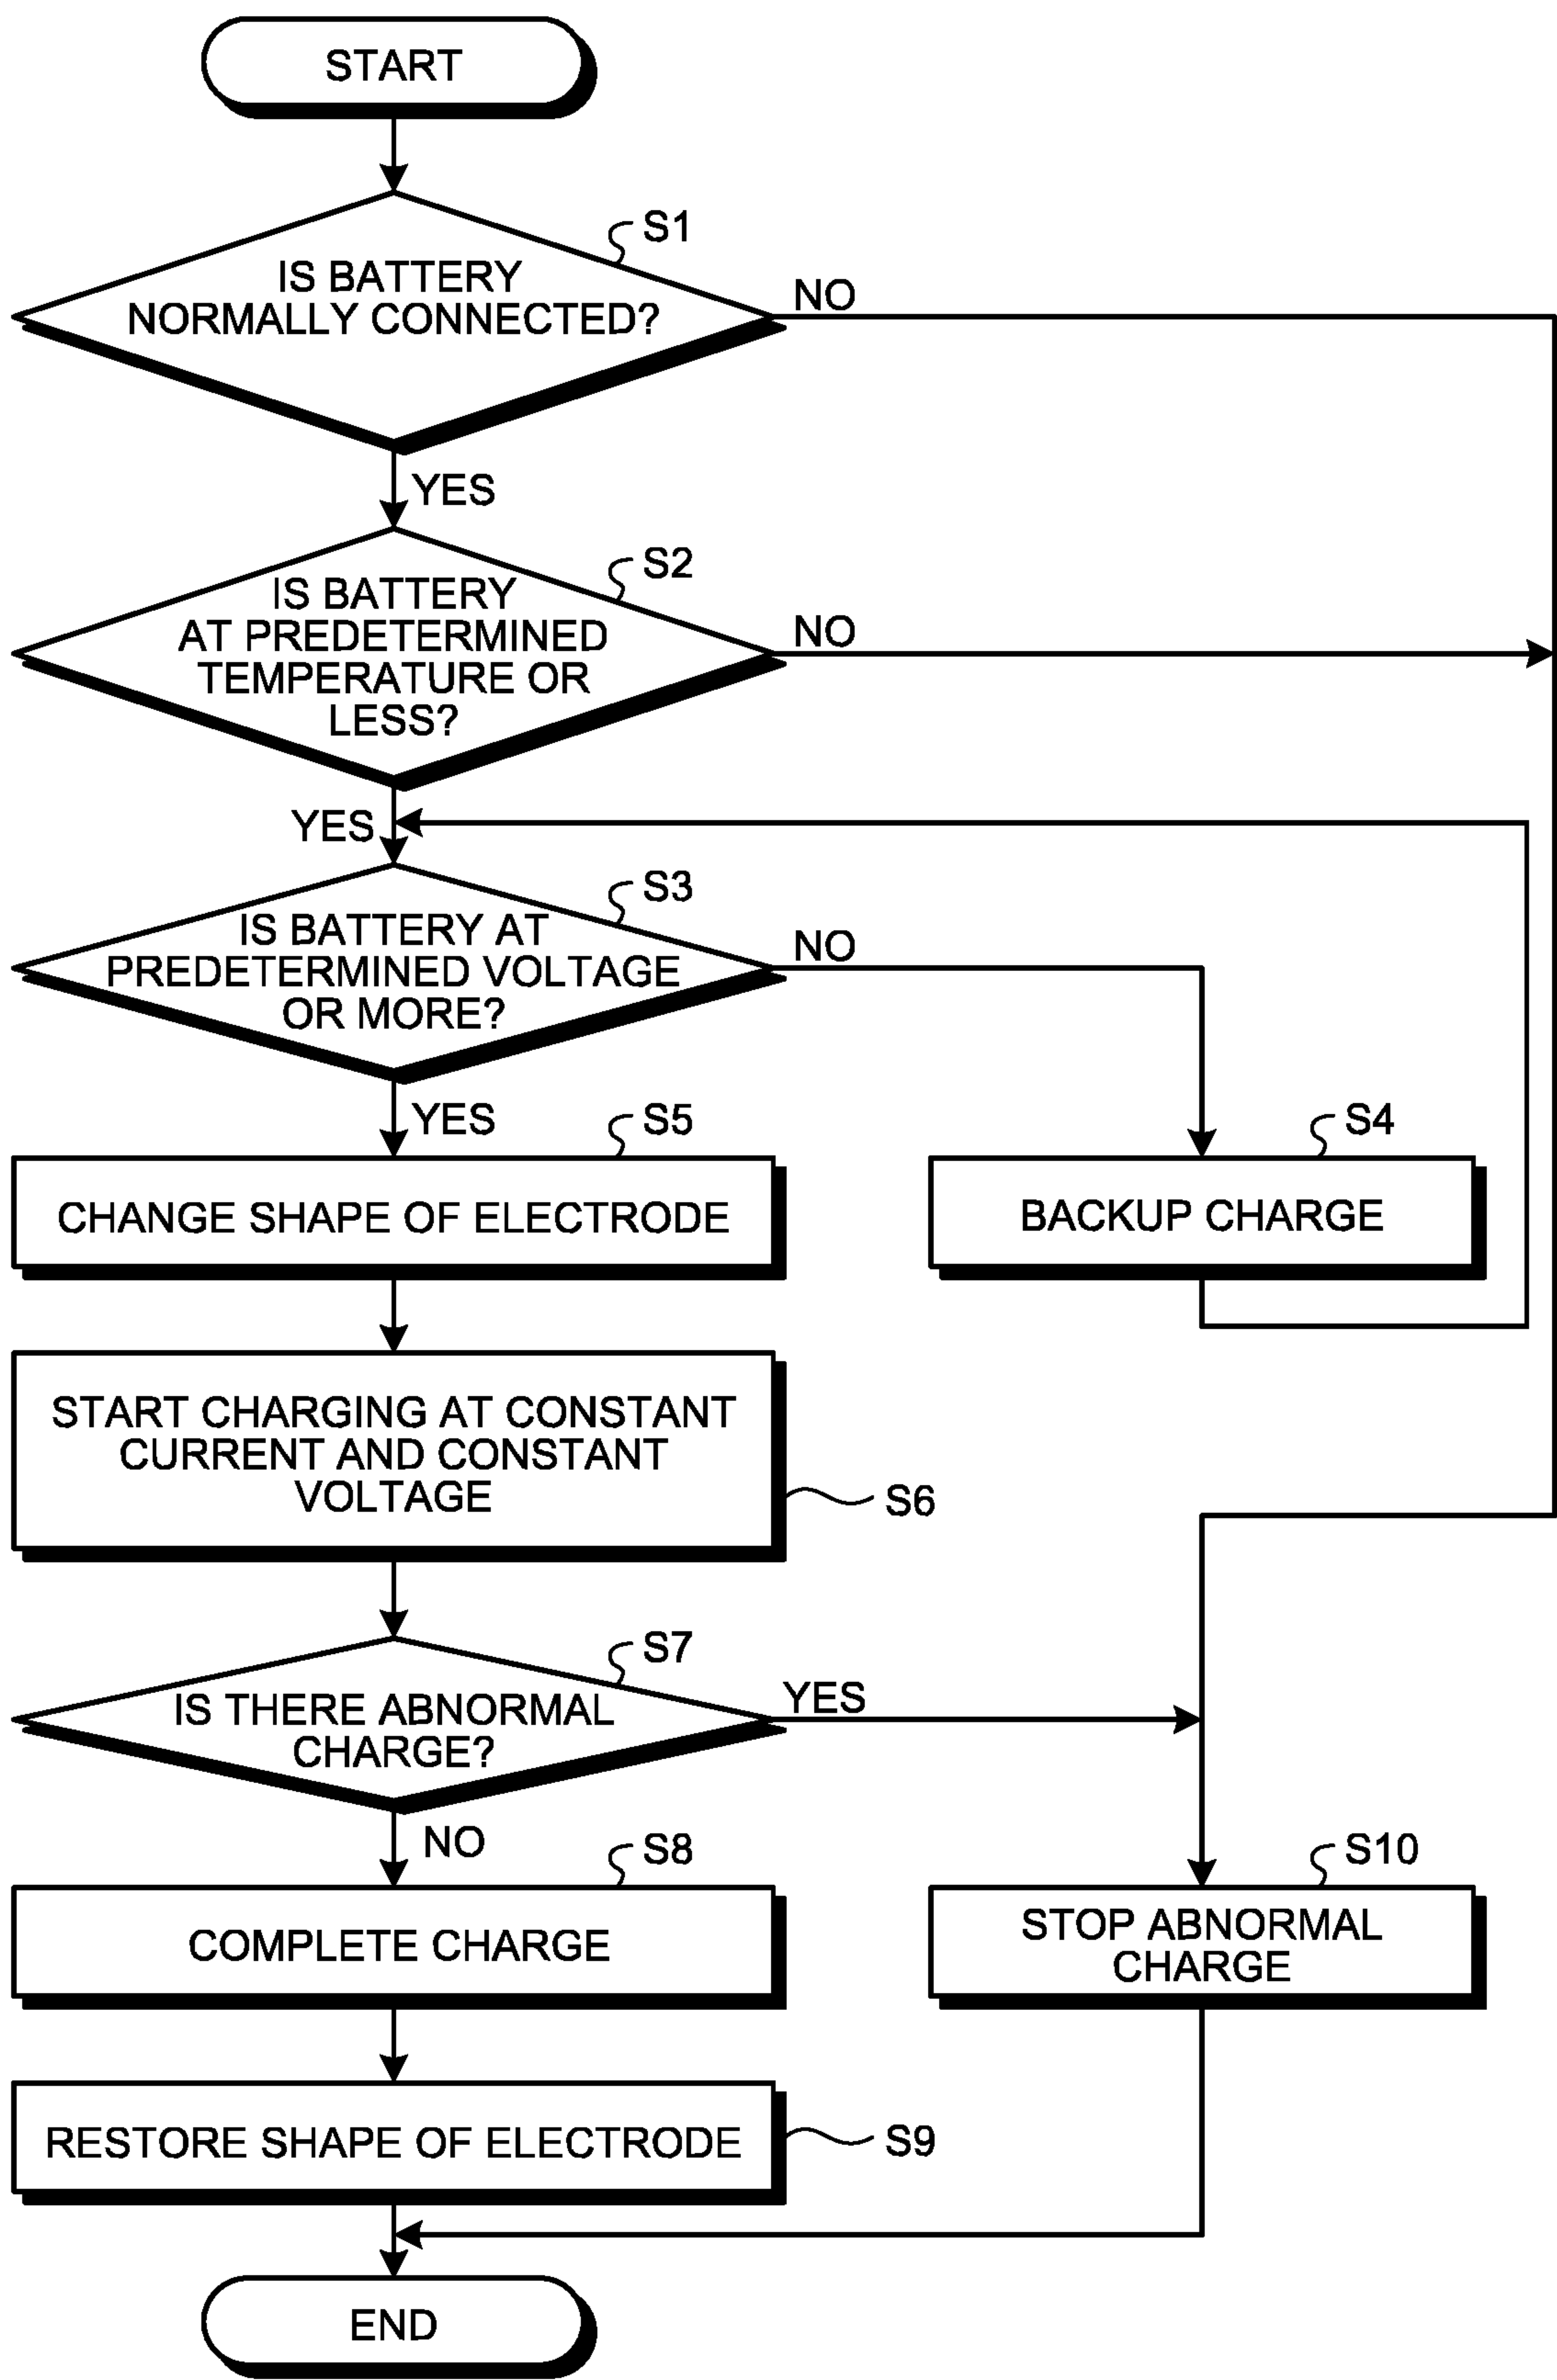 START
S1
IS BATTERY
NORMALLY CONNECTED?
NO
YES
S2
IS BATTERY
AT PREDETERMINED
TEMPERATURE OR
LESS?
NO
YES
S3
IS BATTERY AT
PREDETERMINED VOLTAGE
OR MORE?
NO
YES
S5
CHANGE SHAPE OF ELECTRODE
S4
BACKUP CHARGE
START CHARGING AT CONSTANT
CURRENT AND CONSTANT
VOLTAGE
S6
S7
IS THERE ABNORMAL
CHARGE?
YES
NO
S8
COMPLETE CHARGE
S10
STOP ABNORMAL
CHARGE
RESTORE SHAPE OF ELECTRODE
S9
END